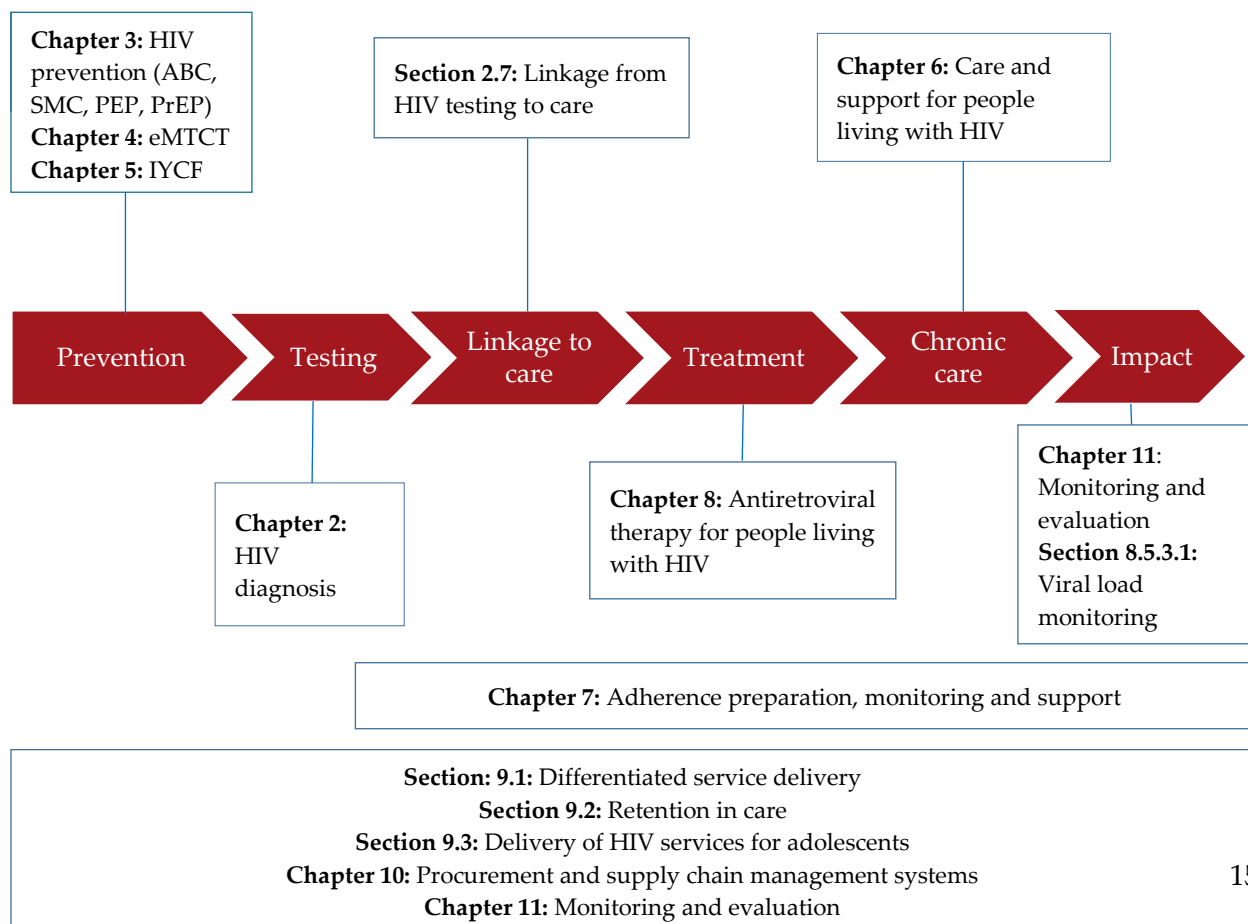 Chapter 3: HIV
prevention (ABC,
SMC, PEP, PrEP)
Chapter 4: eMTCT
Chapter 5: IYCF
Section 2.7: Linkage from
HIV testing to care
Chapter 6: Care and
support for people
living with HIV
Prevention
Testing
Linkage to
care
Treatment
Chronic
care
Impact
Chapter 2:
HIV
diagnosis
Chapter 8: Antiretroviral
therapy for people living
with HIV
Chapter 11:
Monitoring and
evaluation
Section 8.5.3.1:
Viral load
monitoring
Chapter 7: Adherence preparation, monitoring and support
Section: 9.1: Differentiated service delivery
Section 9.2: Retention in care
Section 9.3: Delivery of HIV services for adolescents
Chapter 10: Procurement and supply chain management systems
Chapter 11: Monitoring and evaluation
15